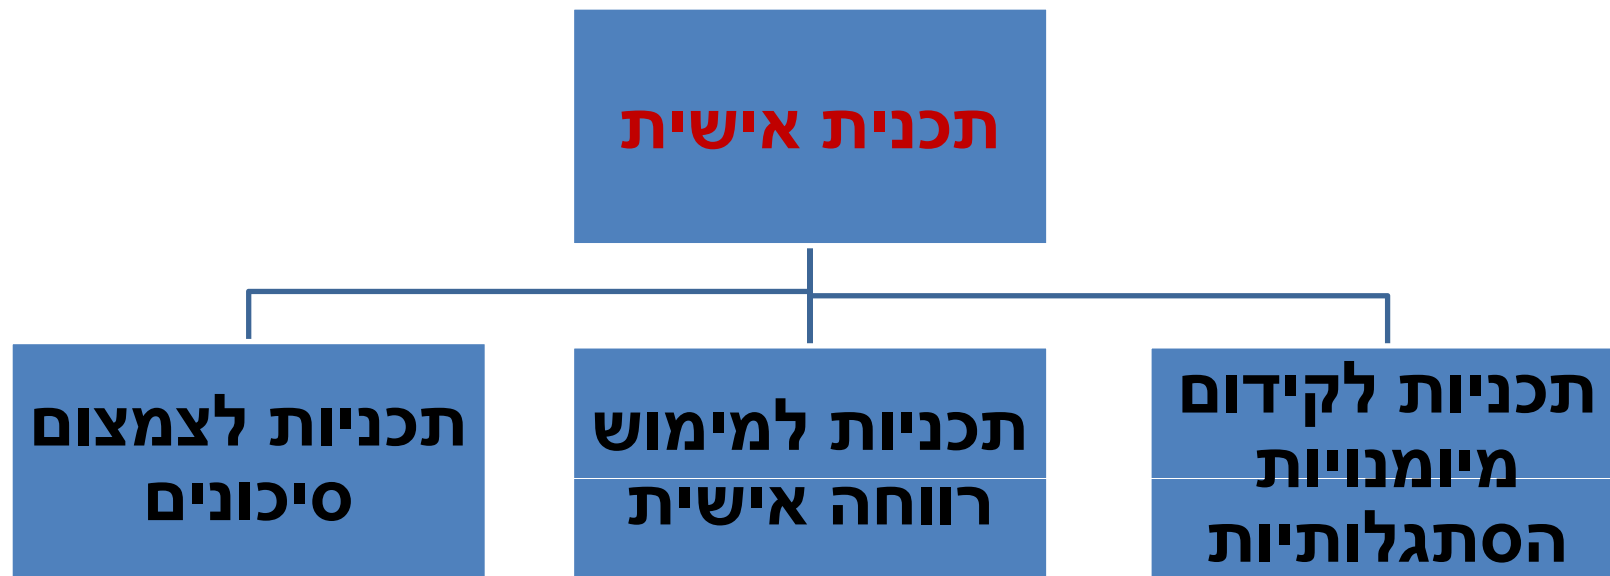 תכנית אישית
תכניות לקידום
מיומנויות
הסתגלותיות
תכניות למימוש
רווחה אישית
תכניות לצמצום
סיכונים